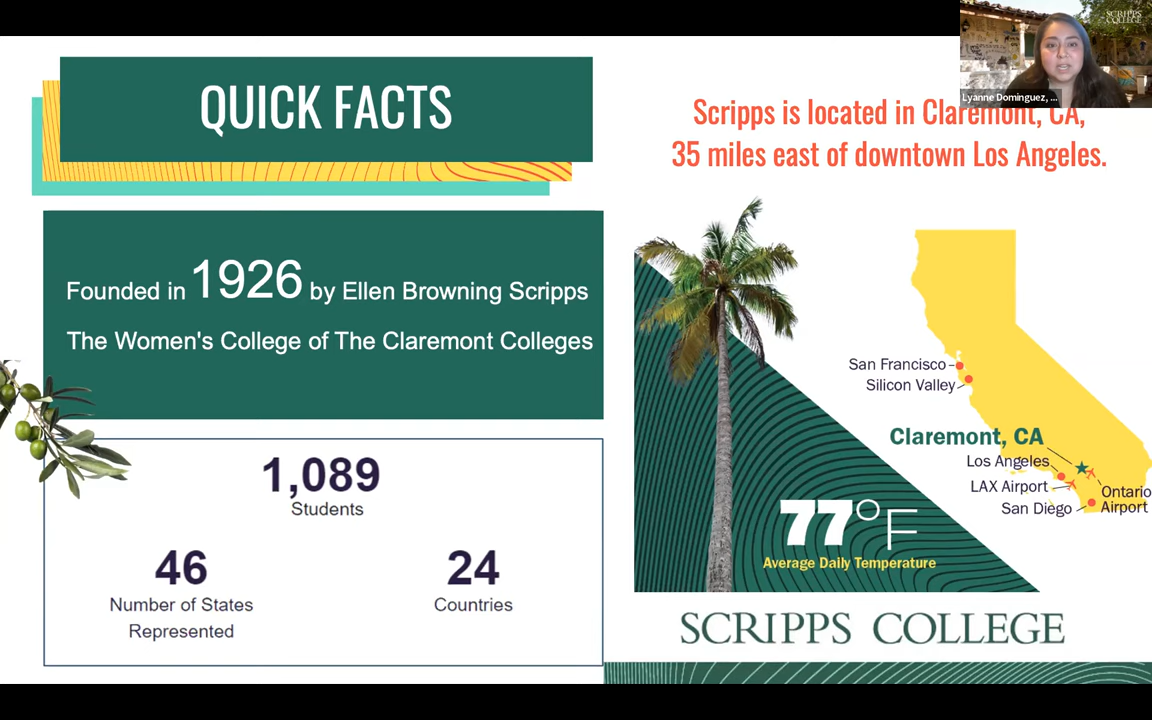 SCRIPPS
COLLEGE
Lyanne Dominguez, ...
QUICK FACTS
Scripps is located in Claremont, CA,
35 miles east of downtown Los Angeles.
Founded in 1926 by Ellen Browning Scripps
The Women's College of The Claremont Colleges
1,089
Students
46
Number of States
Represented
24
Countries
San Francisco
Silicon Valley
Claremont, CA
Los Angeles
LAX Airport
San Diego
Ontario
Airport
77°F
Average Daily Temperature
SCRIPPS COLLEGE